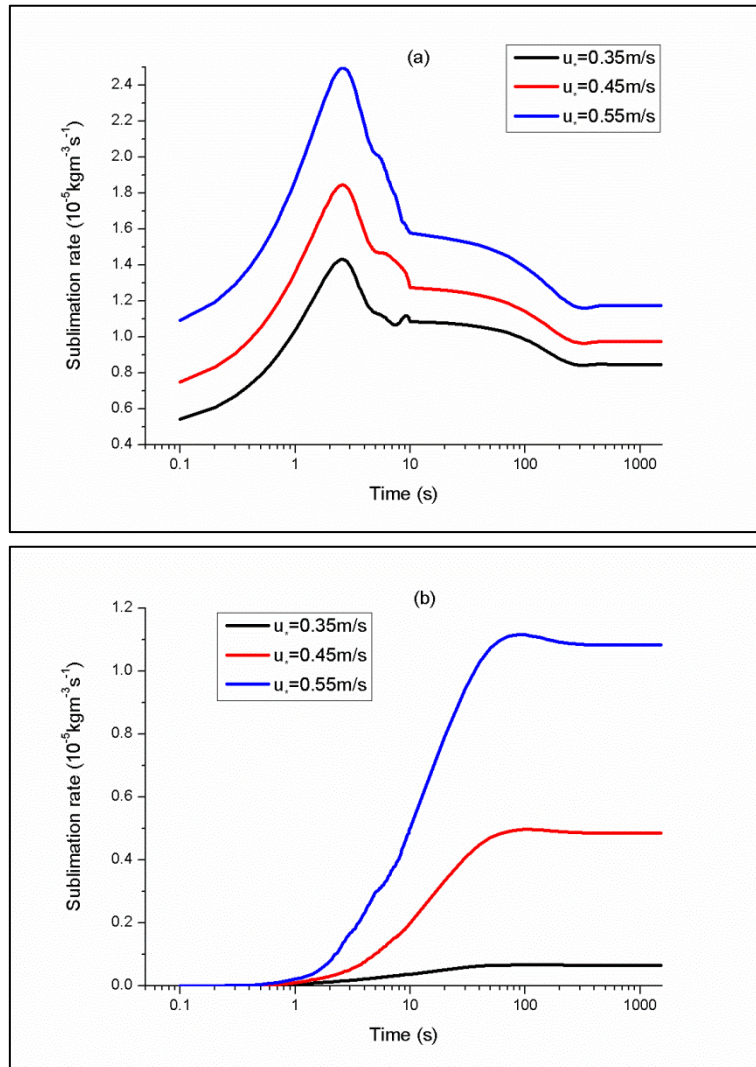 (a)
u*=0.35m/s
u*=0.45m/s
u*=0.55m/s
2.4
2.2
2.0
1.8
1.6
1.4
1.2
1.0
0.8
0.6
0.4
Sublimation rate (10⁻⁵kgm⁻³s⁻¹)
0.1 1 10 100 1000
Time (s)
(b)
u*=0.35m/s
u*=0.45m/s
u*=0.55m/s
1.2
1.0
0.8
0.6
0.4
0.2
0.0
Sublimation rate (10⁻⁵kgm⁻³s⁻¹)
0.1 1 10 100 1000
Time (s)